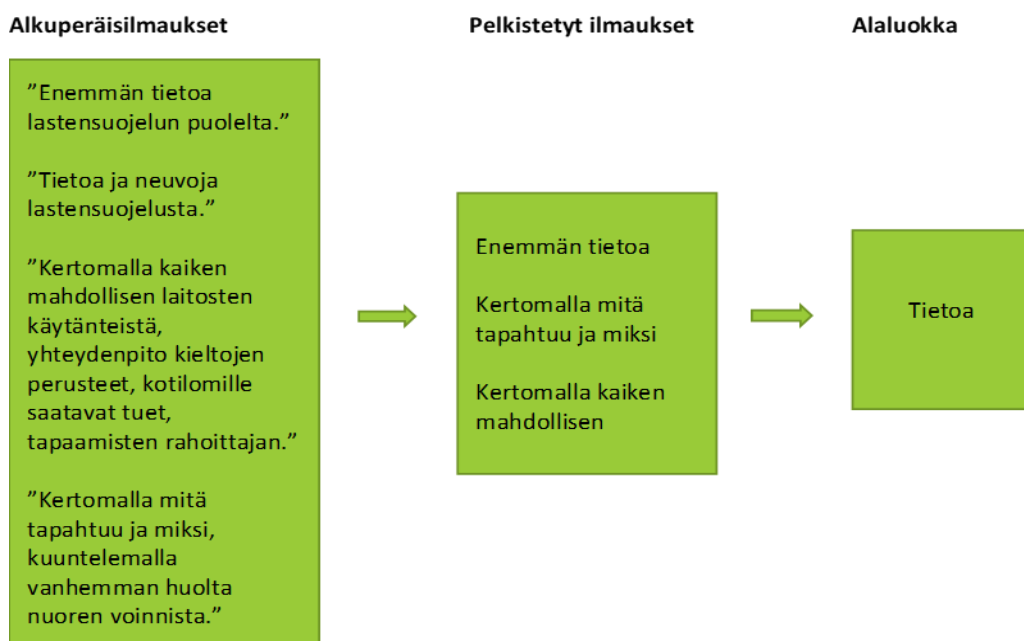 Alkuperäisilmaukset
Pelkistetyt ilmaukset
Alaluokka
”Enemmän tietoa
lastensuojelun puolelta.”
”Tietoa ja neuvoja
lastensuojelusta.”
”Kertomalla kaiken
mahdollisen laitosten
käytänteistä,
yhteydenpito kieltojen
perusteet, kotilomille
saatavat tuet,
tapaamisten rahoittajan.”
”Kertomalla mitä
tapahtuu ja miksi,
kuuntelemalla
vanhemman huolta
nuoren voinnista.”
Enemmän tietoa
Kertomalla mitä
tapahtuu ja miksi
Kertomalla kaiken
mahdollisen
Tietoa